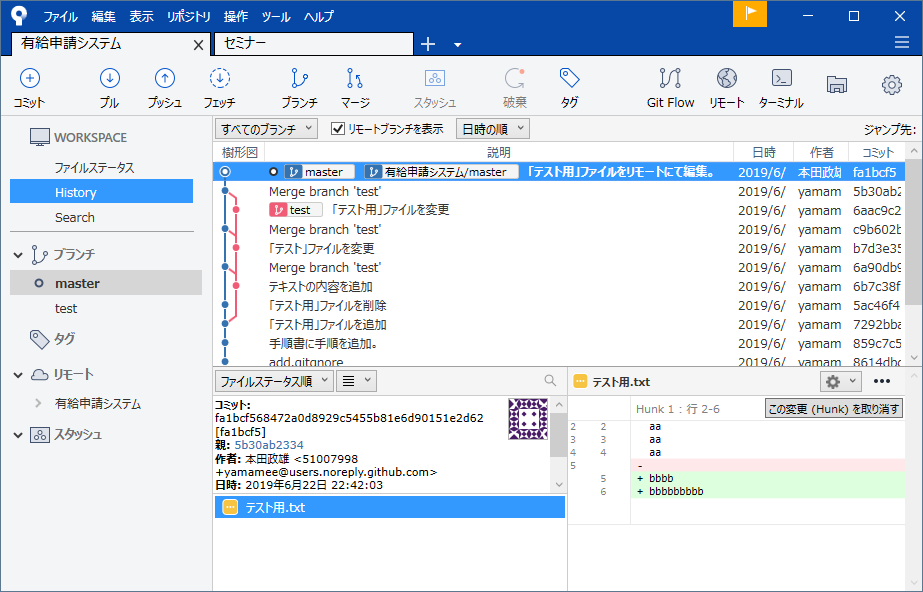 ファイル 編集 表示 リポジトリ 操作 ツール ヘルプ
有給申請システム セミナー
コミット プル プッシュ フェッチ ブランチ マージ スタッシュ 破棄 タグ Git Flow リモート ターミナル
WORKSPACE
ファイルステータス
History
Search
ブランチ
master
test
タグ
リモート
有給申請システム
スタッシュ
すべてのブランチ リモートブランチを表示 日時の順 ジャンプ先:
樹形図 説明 日時 作者 コミット
master 有給申請システム/master 「テスト用」ファイルをリモートにて編集。 2019/6/ 本田政雄 fa1bcf5
Merge branch 'test' 2019/6/ yamam 5b30ab2
test 「テスト用」ファイルを変更 2019/6/ yamam 6aac9c2
Merge branch 'test' 2019/6/ yamam c9b602b
「テスト」ファイルを変更 2019/6/ yamam b7d3e35
Merge branch 'test' 2019/6/ yamam 6a90db9
テキストの内容を追加 2019/6/ yamam 6b7c38f
「テスト用」ファイルを削除 2019/6/ yamam 5ac46f4
「テスト用」ファイルを追加 2019/6/ yamam 7292bba
手順書に手順を追加。 2019/6/ yamam 859c7c5
add.gitgnore 2019/6/ yamam 8614dbc
ファイルステータス順
コミット:
fa1bcf568472a0d8929c5455b81e6d90151e2d62
[fa1bcf5]
親: 5b30ab2334
作者: 本田政雄 <51007998
+yamamee@users.noreply.github.com>
日時: 2019年6月22日 22:42:03
テスト用.txt
テスト用.txt
Hunk 1：行 2-6 この変更 (Hunk) を取り消す
2 2 aa
3 3 aa
4 4 aa
5 -
5 + bbbb
6 + bbbbbbbbb